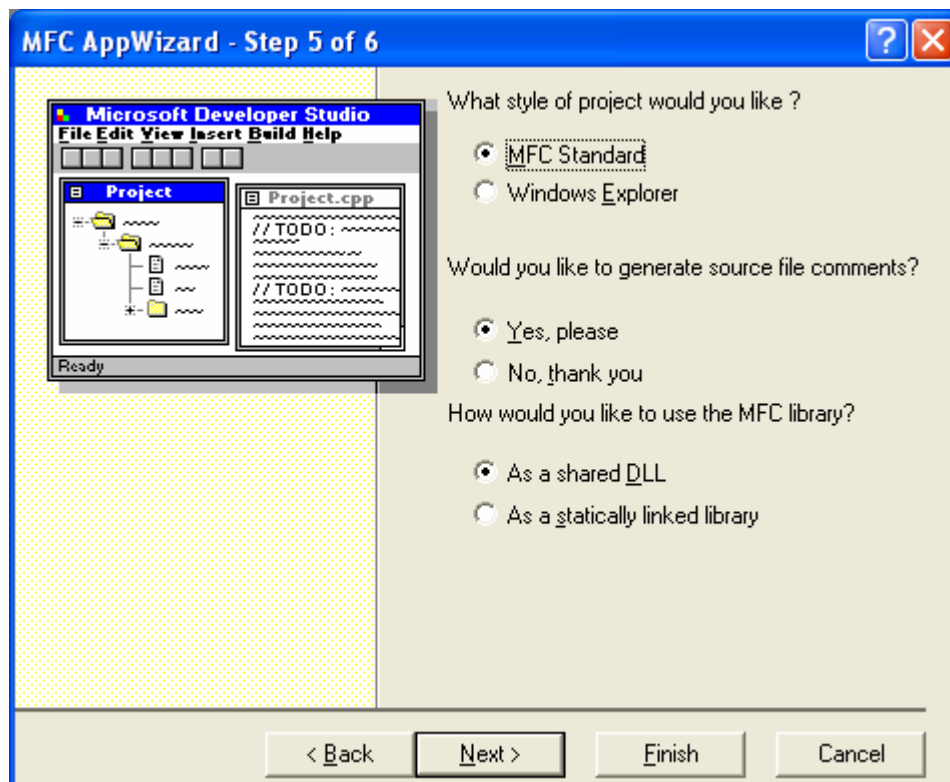 MFC AppWizard - Step 5 of 6
Microsoft Developer Studio
File Edit View Insert Build Help
Project
Project.cpp
//TODO:
//TODO:
Ready
What style of project would you like ?
MFC Standard
Windows Explorer
Would you like to generate source file comments?
Yes, please
No, thank you
How would you like to use the MFC library?
As a shared DLL
As a statically linked library
< Back
Next >
Finish
Cancel